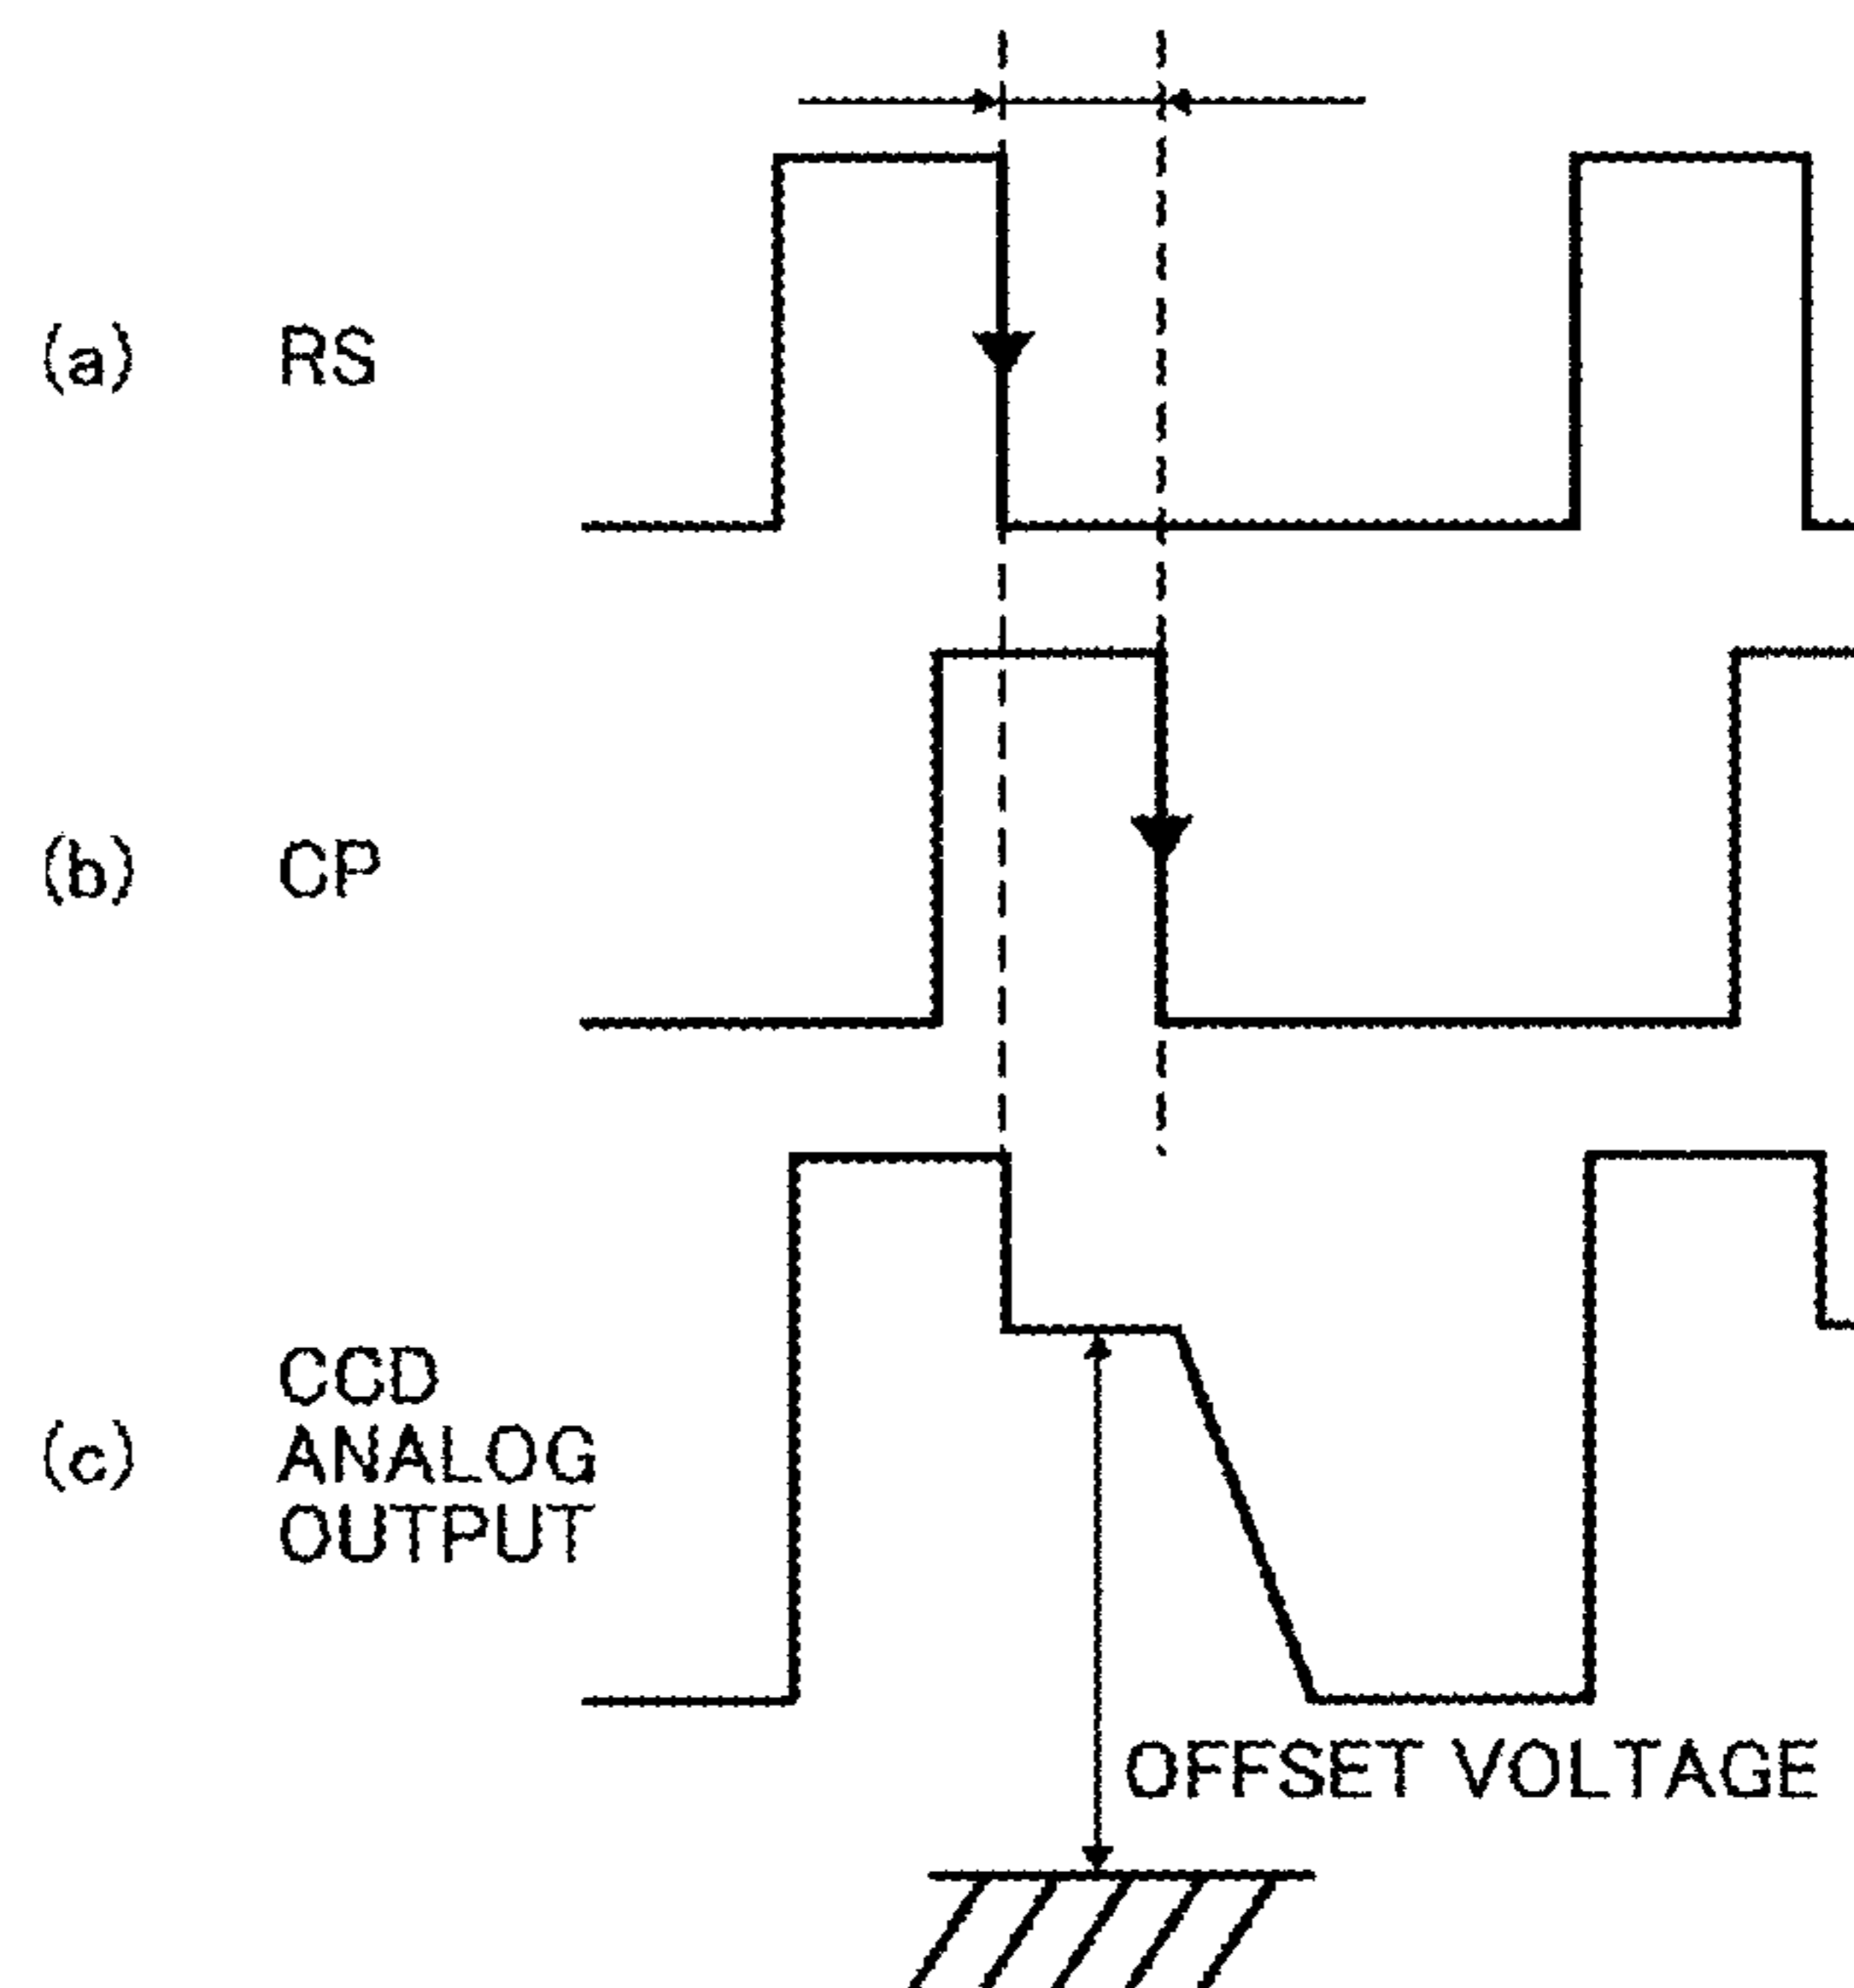 (a) RS
(b) CP
(c) CCD
ANALOG
OUTPUT
OFFSET VOLTAGE